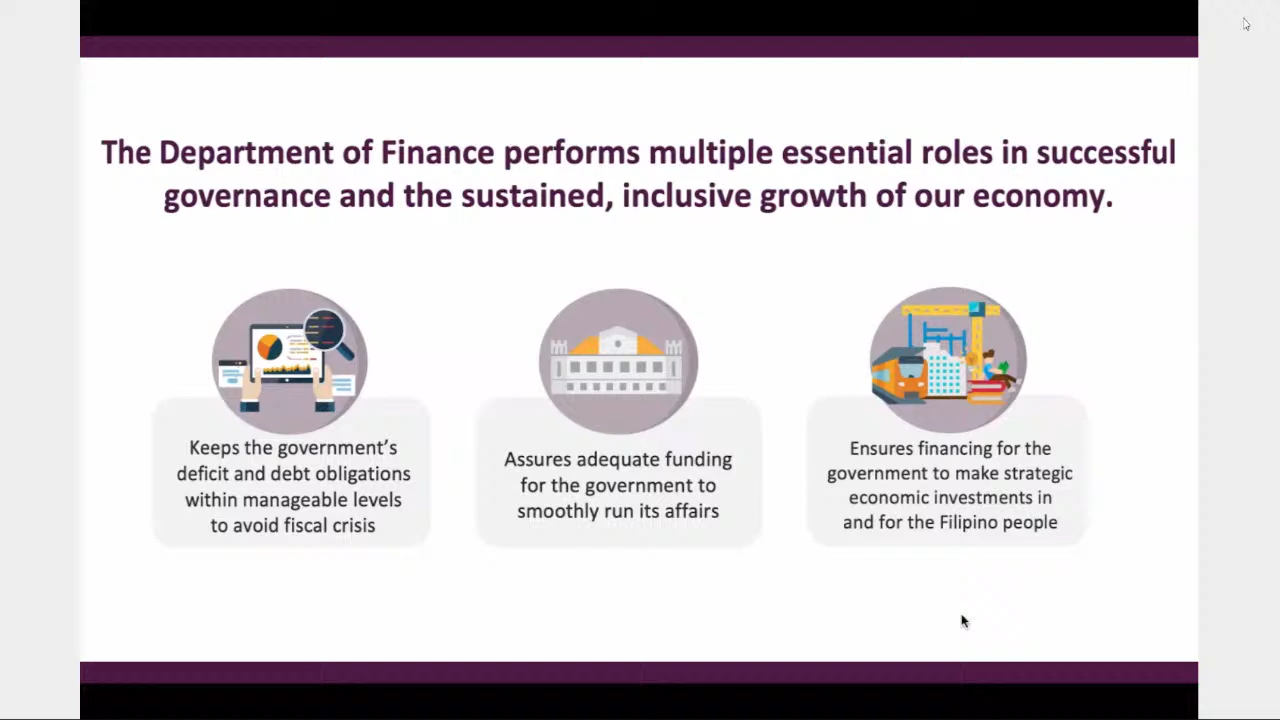 The Department of Finance performs multiple essential roles in successful
governance and the sustained, inclusive growth of our economy.
Keeps the government's
deficit and debt obligations
within manageable levels
to avoid fiscal crisis
Assures adequate funding
for the government to
smoothly run its affairs
Ensures financing for the
government to make strategic
economic investments in
and for the Filipino people